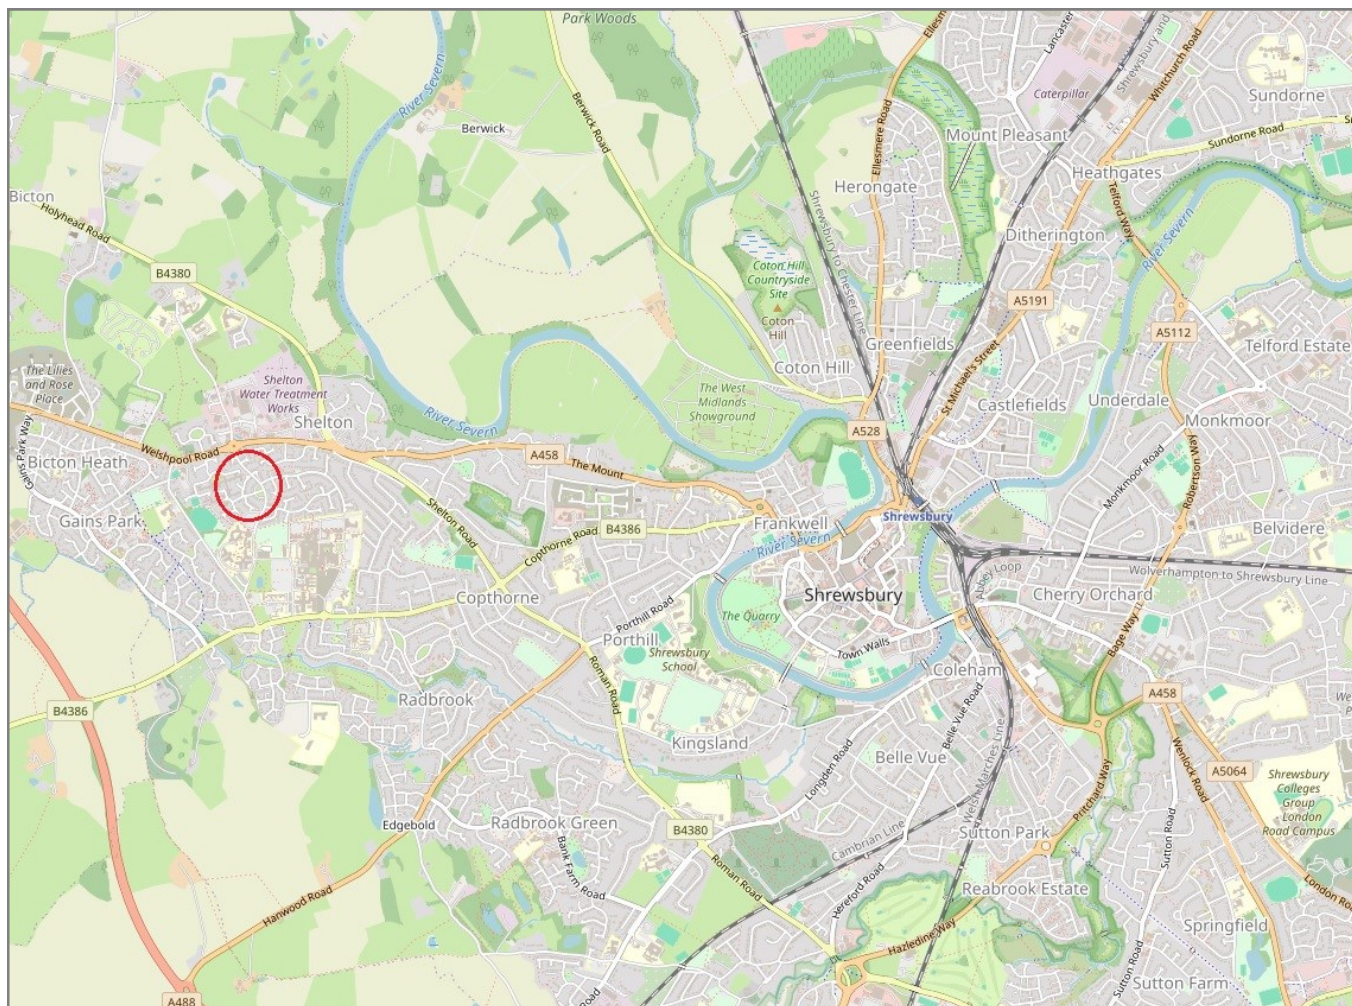 Park Woods
Ellesmere
Lancaster
Shrewsbury and
Whitchurch Road
Sundorne
River Severn
Berwick
Berwick Road
Caterpillar
Ellesmere Road
Mount Pleasant
Sundorne Road
Heathgates
Bicton
Holyhead Road
Herongate
Shrewsbury to Chester Line
Telford Way
Ditherington
River Severn
B4380
Coton Hill
Countryside
Site
Coton
Hill
A5191
A5112
Greenfields
St Michael's Street
Telford Estate
The Lilies
and Rose
Place
Shelton
Water Treatment
Works
Coton Hill
The West
Midlands
Showground
Castlefields
Underdale
Monkmoor
River Severn
Shelton
A528
Gains Park Way
Welshpool Road
Bicton Heath
A458
The Mount
Monkmoor Road
Robertson Way
Gains Park
Shelton Road
B4386
Copthorne Road
Frankwell
River Severn
Shrewsbury
Belvidere
Wolverhampton to Shrewsbury Line
Copthorne
Shrewsbury
Abbey Loop
Cherry Orchard
Porthill Road
The Quarry
Town Walls
Bage Way
Porthill
Shrewsbury
School
Roman Road
Coleham
Radbrook
B4386
A458
Kingsland
Belle Vue Road
Longden Road
Belle Vue
Welsh Marches Line
Wenlock Road
A5064
Shrewsbury
Colleges
Group
London
Road Campus
Pritchard Way
Edgebold
Radbrook Green
B4380
Cambrian Line
Sutton Park
Sutton Road
Bank Farm Road
Roman Road
Hereford Road
Reabrook Estate
London Road
Hanwood Road
Hazledine Way
Springfield
Sutton Road
A488
Sutton Farm